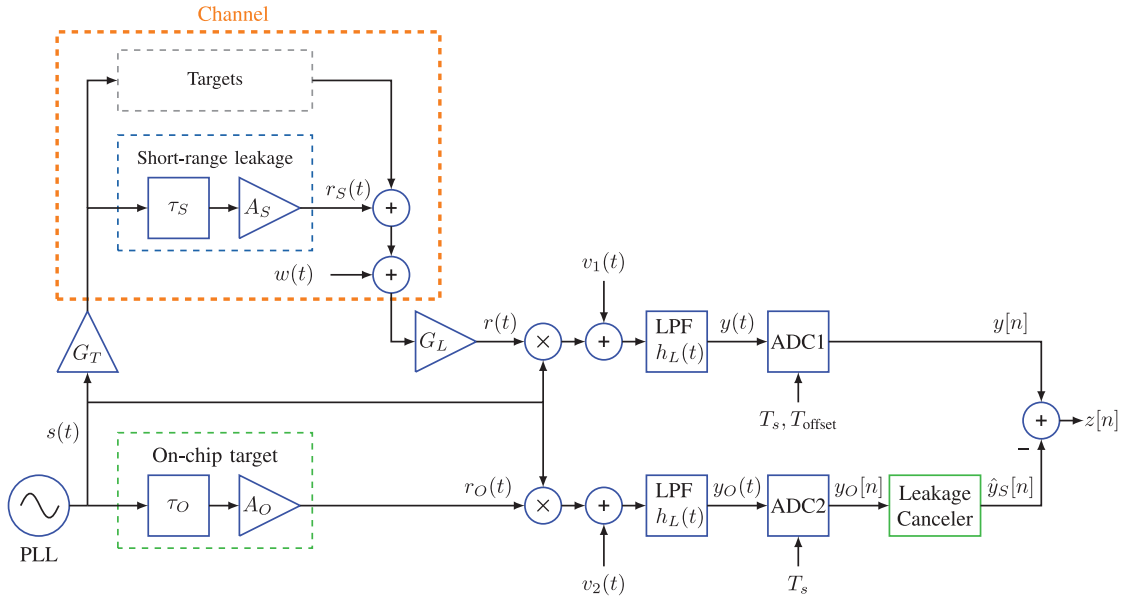 Channel
Targets
Short-range leakage
τ_S
A_S
r_S(t)
+
w(t)
+
G_T
G_L
r(t)
×
v_1(t)
+
LPF
h_L(t)
y(t)
ADC1
y[n]
T_s, T_offset
s(t)
+
z[n]
−
On-chip target
τ_O
A_O
r_O(t)
×
+
LPF
h_L(t)
y_O(t)
ADC2
y_O[n]
Leakage
Canceler
ŷ_S[n]
PLL
v_2(t)
T_s